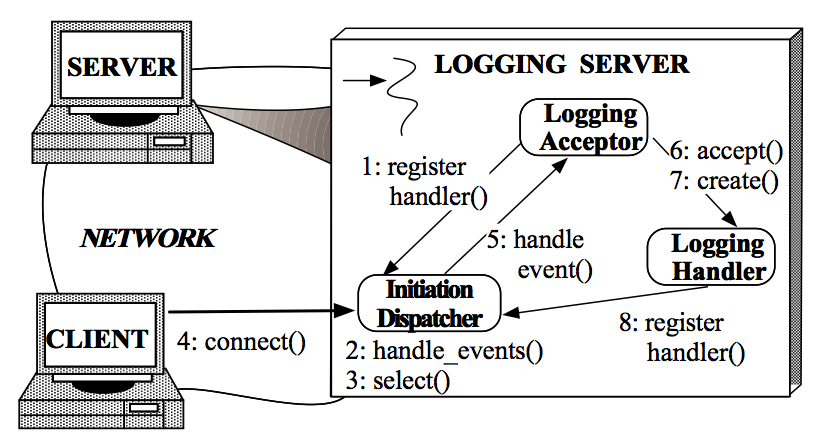 SERVER
LOGGING SERVER
Logging
Acceptor
1: register
handler()
6: accept()
7: create()
NETWORK
5: handle
event()
Logging
Handler
Initiation
Dispatcher
CLIENT
4: connect()
2: handle_events()
3: select()
8: register
handler()